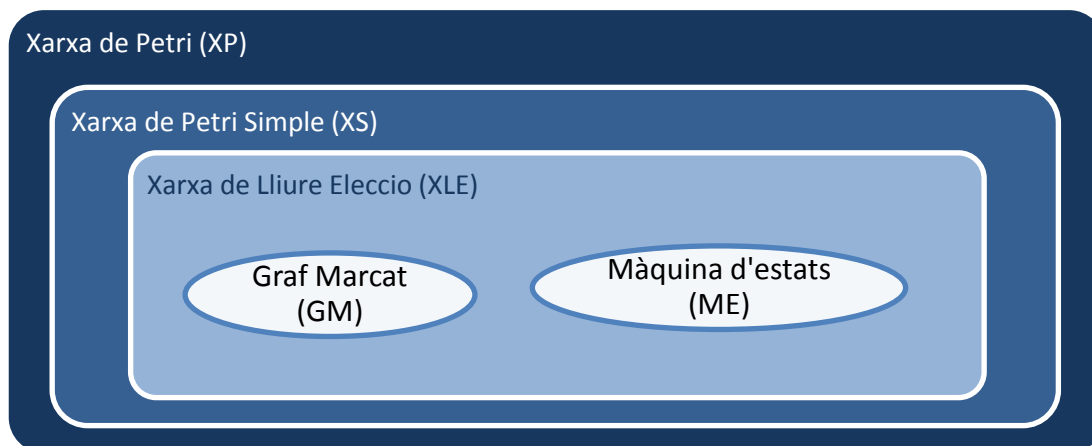 Xarxa de Petri (XP)
Xarxa de Petri Simple (XS)
Xarxa de Lliure Eleccio (XLE)
Graf Marcat
(GM)
Màquina d'estats
(ME)